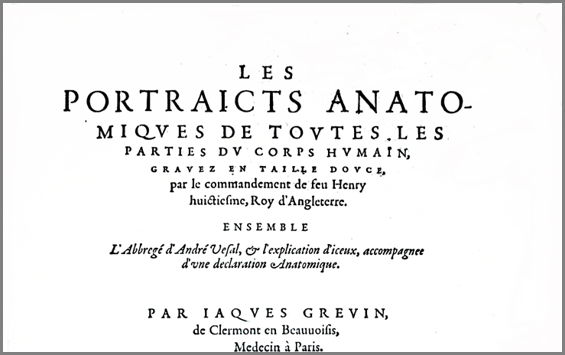 LES
PORTRAICTS ANATO-
MIQVES DE TOVTES LES
PARTIES DV CORPS HVMAIN,
GRAVEZ EN TAILLE DOVCE,
par le commandement de feu Henry
huictiesme, Roy d'Angleterre.
ENSEMBLE
L'Abbregé d'André Vesal, & l'explication d'iceux, accompagnee
d'vne declaration Anatomique.
PAR IAQVES GREVIN,
de Clermont en Beauuoisis,
Medecin à Paris.